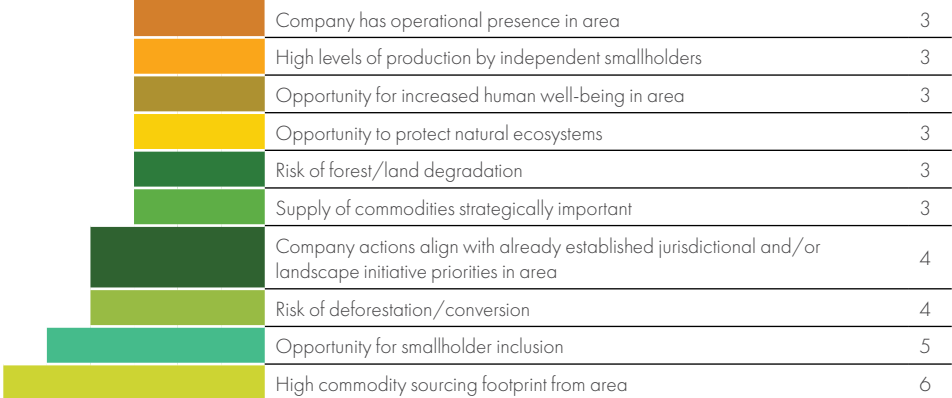 Company has operational presence in area 3
High levels of production by independent smallholders 3
Opportunity for increased human well-being in area 3
Opportunity to protect natural ecosystems 3
Risk of forest/land degradation 3
Supply of commodities strategically important 3
Company actions align with already established jurisdictional and/or
landscape initiative priorities in area 4
Risk of deforestation/conversion 4
Opportunity for smallholder inclusion 5
High commodity sourcing footprint from area 6